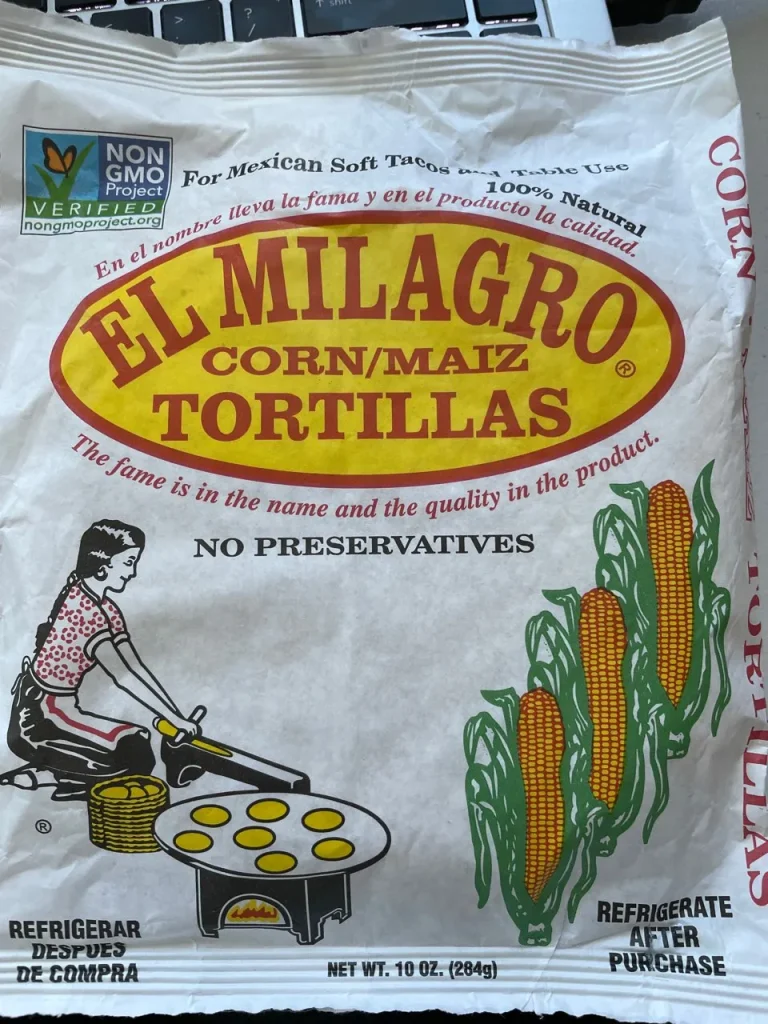 ? /
shift
NON
GMO
Project
VERIFIED
nongmoproject.org
For Mexican Soft Tacos and Table Use
100% Natural
En el nombre lleva la fama y en el producto la calidad.
EL MILAGRO
®
CORN/MAIZ
TORTILLAS
The fame is in the name and the quality in the product.
NO PRESERVATIVES
®
REFRIGERAR
DESPUES
DE COMPRA
NET WT. 10 OZ. (284g)
REFRIGERATE
AFTER
PURCHASE
CORN
TORTILLAS